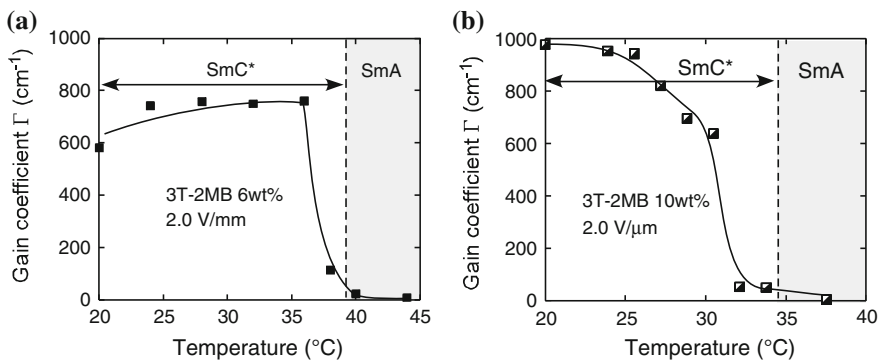 (a)
Gain coefficient Γ (cm⁻¹)
1000
800
600
400
200
0
SmC*
SmA
3T-2MB 6wt%
2.0 V/mm
20 25 30 35 40 45
Temperature (°C)
(b)
Gain coefficient Γ (cm⁻¹)
1000
800
600
400
200
0
SmC*
SmA
3T-2MB 10wt%
2.0 V/μm
20 25 30 35 40
Temperature (°C)